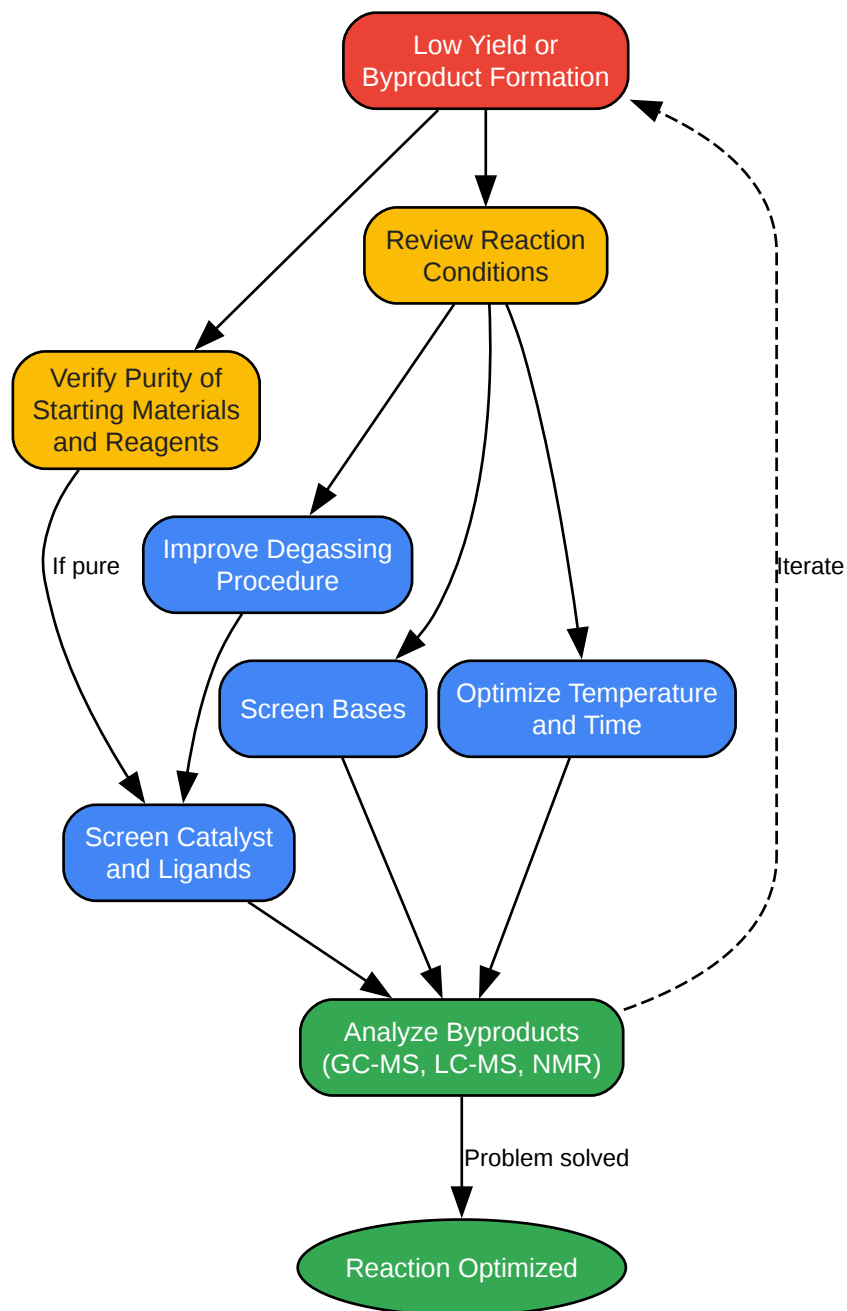 Low Yield or
Byproduct Formation
Review Reaction
Conditions
Verify Purity of
Starting Materials
and Reagents
Improve Degassing
Procedure
If pure
Iterate
Screen Bases
Optimize Temperature
and Time
Screen Catalyst
and Ligands
Analyze Byproducts
(GC-MS, LC-MS, NMR)
Problem solved
Reaction Optimized